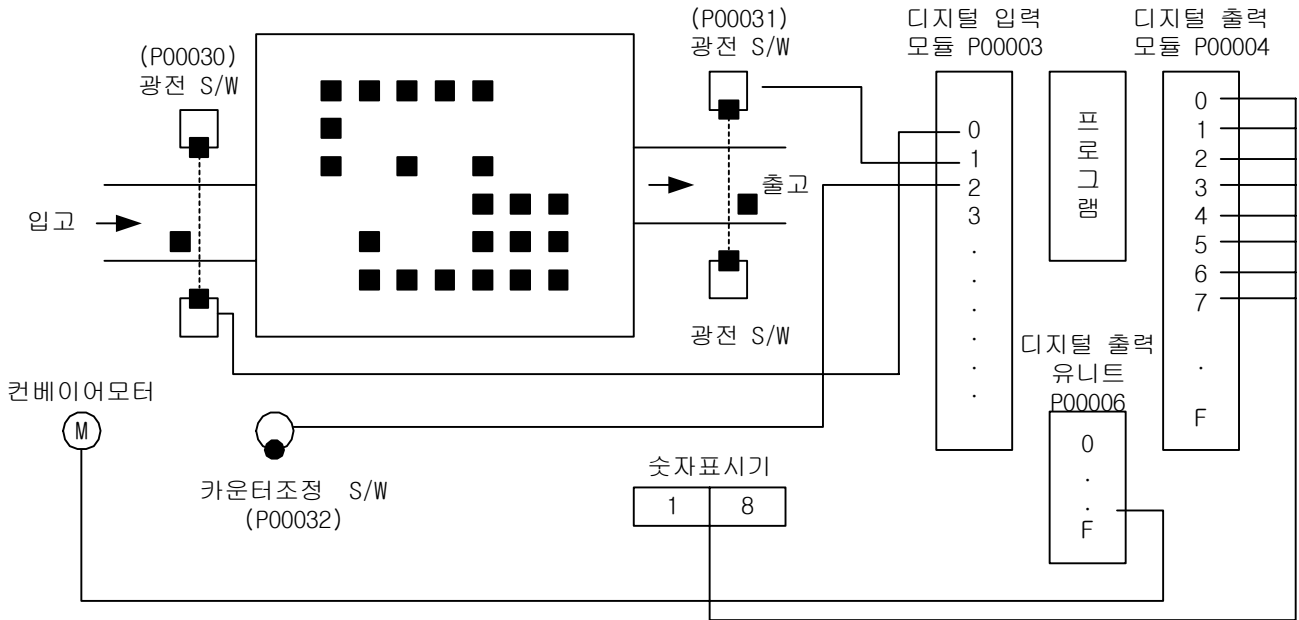 (P00030)
광전 S/W
(P00031)
광전 S/W
디지털 입력
모듈 P00003
디지털 출력
모듈 P00004
입고
출고
광전 S/W
0
1
2
3
.
.
.
.
.
.
프
로
그
램
0
1
2
3
4
5
6
7
.
F
디지털 출력
유니트
P00006
0
.
.
F
컨베이어모터
M
카운터조정 S/W
(P00032)
숫자표시기
1 8